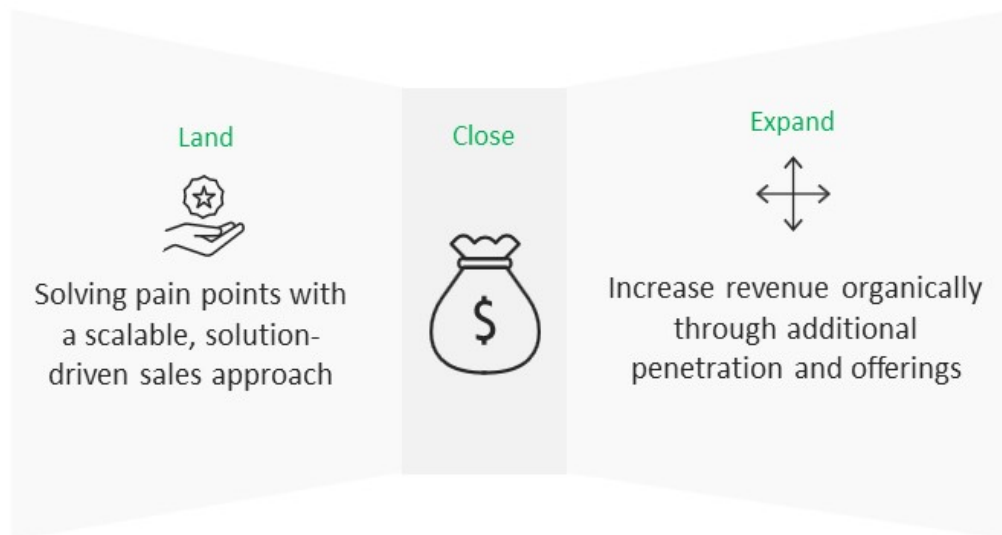 Land
Solving pain points with
a scalable, solution-
driven sales approach
Close
$
Expand
Increase revenue organically
through additional
penetration and offerings